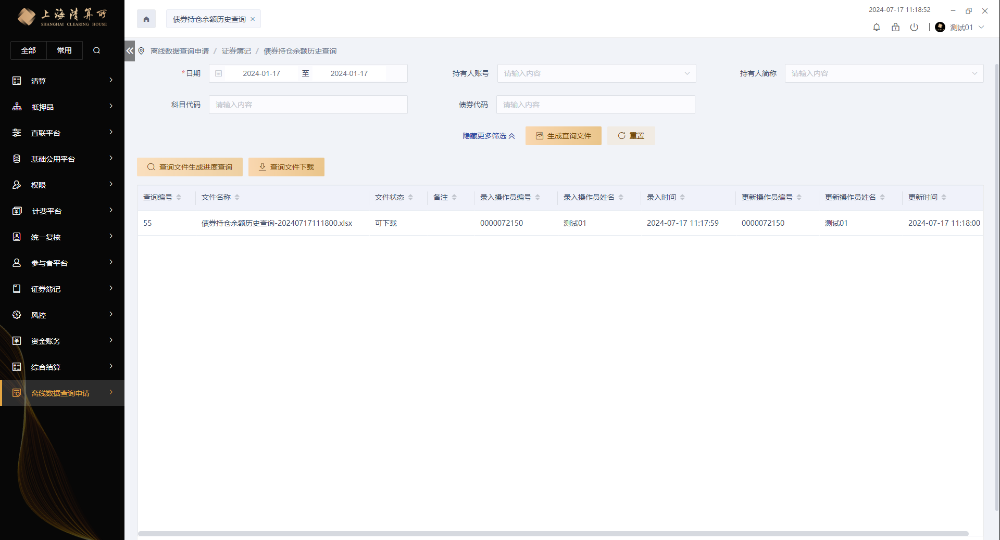 上海清算所
SHANGHAI CLEARING HOUSE
全部
常用
清算
抵押品
直联平台
基础公用平台
权限
计费平台
统一复核
参与者平台
证券簿记
风控
资金账务
综合结算
离线数据查询申请
债券持仓余额历史查询
2024-07-17 11:18:52
测试01
离线数据查询申请 / 证券簿记 / 债券持仓余额历史查询
*日期 2024-01-17 至 2024-01-17
持有人账号 请输入内容
持有人简称 请输入内容
科目代码 请输入内容
债券代码 请输入内容
隐藏更多筛选
生成查询文件
重置
查询文件生成进度查询
查询文件下载
查询编号 文件名称 文件状态 备注 录入操作员编号 录入操作员姓名 录入时间 更新操作员编号 更新操作员姓名 更新时间
55 债券持仓余额历史查询-20240717111800.xlsx 可下载 0000072150 测试01 2024-07-17 11:17:59 0000072150 测试01 2024-07-17 11:18:00